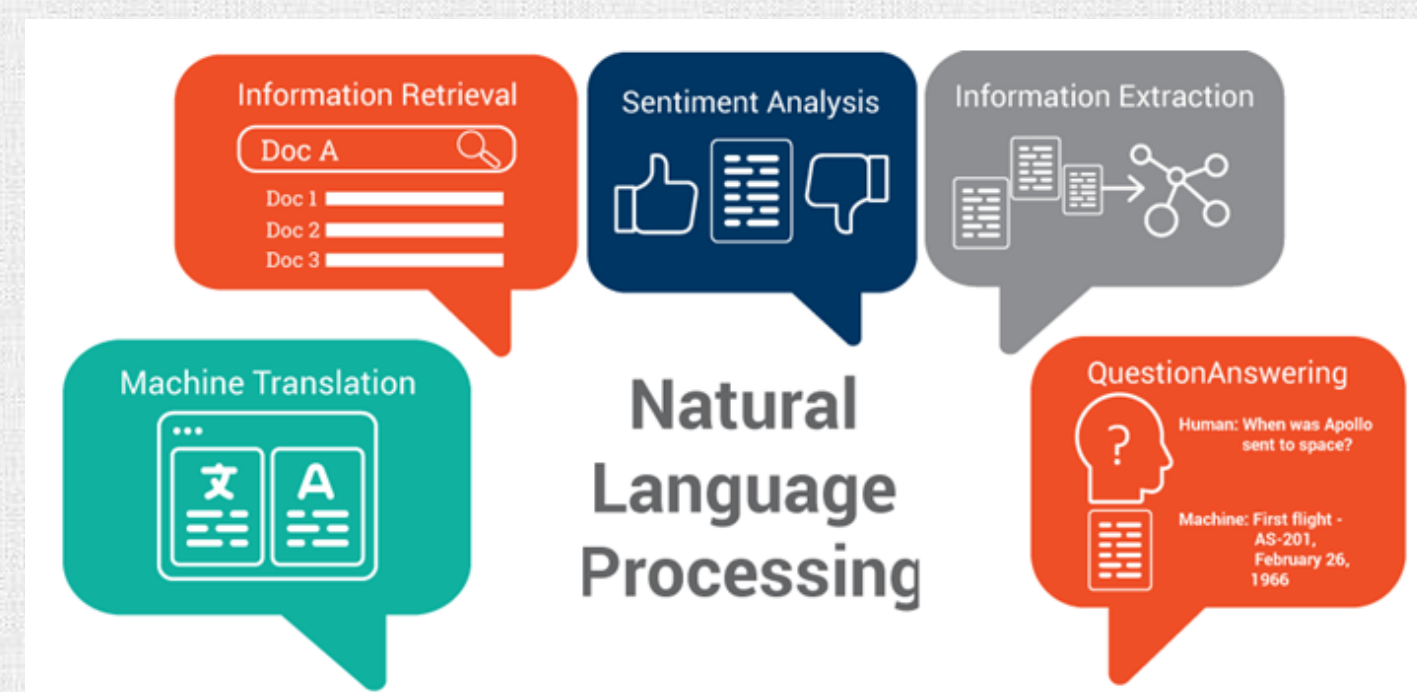 Information Retrieval
Doc A
Doc 1
Doc 2
Doc 3
Sentiment Analysis
Information Extraction
Machine Translation
文 A
Natural
Language
Processing
QuestionAnswering
?
Human: When was Apollo
sent to space?
Machine: First flight -
AS-201,
February 26,
1966